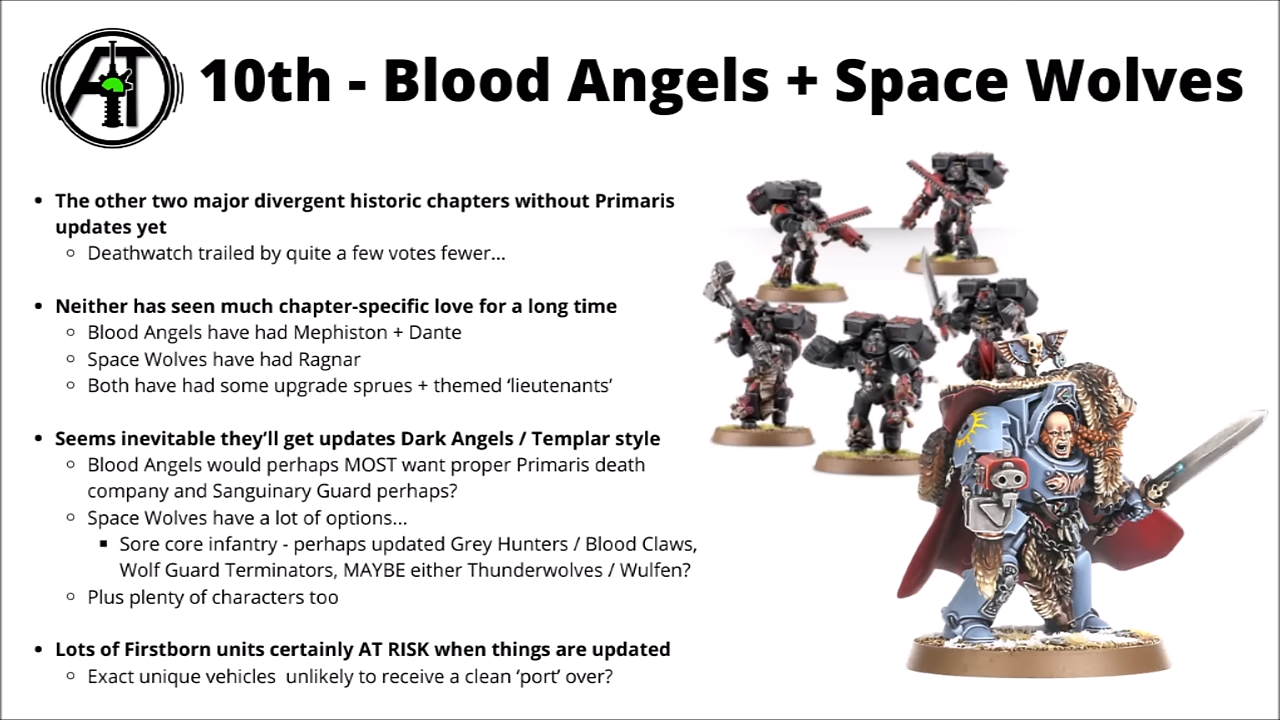 AT
10th - Blood Angels + Space Wolves
• The other two major divergent historic chapters without Primaris
updates yet
○ Deathwatch trailed by quite a few votes fewer...
• Neither has seen much chapter-specific love for a long time
○ Blood Angels have had Mephiston + Dante
○ Space Wolves have had Ragnar
○ Both have had some upgrade sprues + themed ‘lieutenants’
• Seems inevitable they’ll get updates Dark Angels / Templar style
○ Blood Angels would perhaps MOST want proper Primaris death
company and Sanguinary Guard perhaps?
○ Space Wolves have a lot of options...
▪ Sore core infantry - perhaps updated Grey Hunters / Blood Claws,
Wolf Guard Terminators, MAYBE either Thunderwolves / Wulfen?
○ Plus plenty of characters too
• Lots of Firstborn units certainly AT RISK when things are updated
○ Exact unique vehicles  unlikely to receive a clean ‘port’ over?